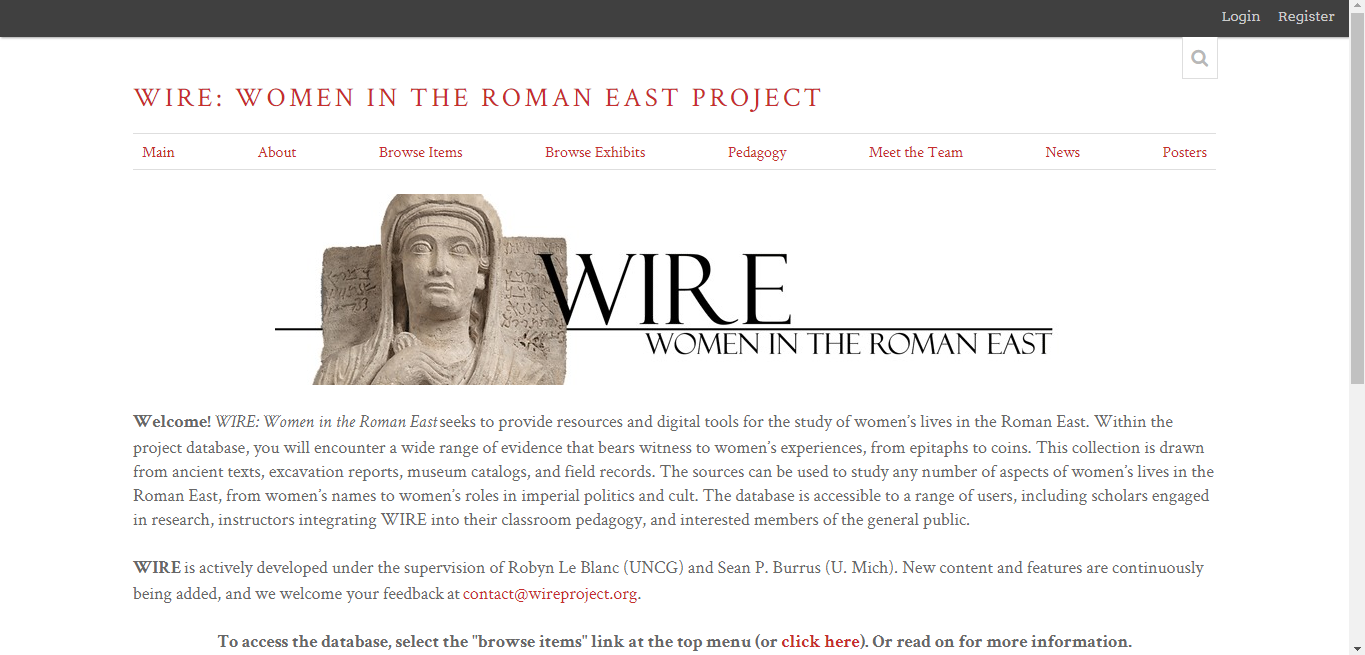 Login Register
WIRE: WOMEN IN THE ROMAN EAST PROJECT
Main About Browse Items Browse Exhibits Pedagogy Meet the Team News Posters
WIRE
WOMEN IN THE ROMAN EAST
Welcome! WIRE: Women in the Roman East seeks to provide resources and digital tools for the study of women's lives in the Roman East. Within the
project database, you will encounter a wide range of evidence that bears witness to women's experiences, from epitaphs to coins. This collection is drawn
from ancient texts, excavation reports, museum catalogs, and field records. The sources can be used to study any number of aspects of women's lives in the
Roman East, from women's names to women's roles in imperial politics and cult. The database is accessible to a range of users, including scholars engaged
in research, instructors integrating WIRE into their classroom pedagogy, and interested members of the general public.
WIRE is actively developed under the supervision of Robyn Le Blanc (UNCG) and Sean P. Burrus (U. Mich). New content and features are continuously
being added, and we welcome your feedback at contact@wireproject.org.
To access the database, select the "browse items" link at the top menu (or click here). Or read on for more information.